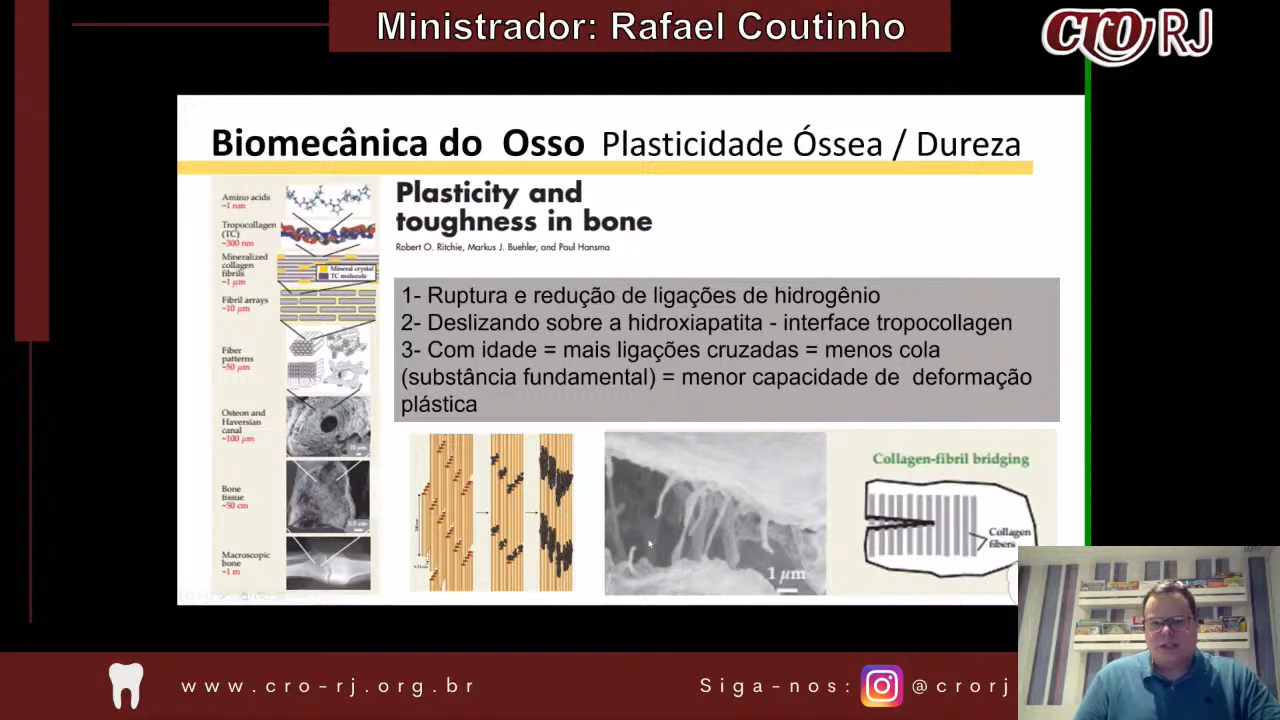 Ministrador: Rafael Coutinho
CRO RJ
Biomecânica do Osso Plasticidade Óssea / Dureza
Amino acids
~1 nm
Tropocollagen
(TC)
~300 nm
Mineralized
collagen
fibrils
~1 µm
Mineral crystal
TC molecule
Fibril arrays
~10 µm
Fiber
patterns
~50 µm
Osteon and
Haversian
canal
~100 µm
Bone
tissue
~50 cm
Macroscopic
bone
~1 m
Plasticity and
toughness in bone
Robert O. Ritchie, Markus J. Buehler, and Paul Hansma
1- Ruptura e redução de ligações de hidrogênio
2- Deslizando sobre a hidroxiapatita - interface tropocollagen
3- Com idade = mais ligações cruzadas = menos cola
(substância fundamental) = menor capacidade de deformação
plástica
1 µm
Collagen-fibril bridging
Collagen
fibers
www.cro-rj.org.br
Siga-nos: @crorj